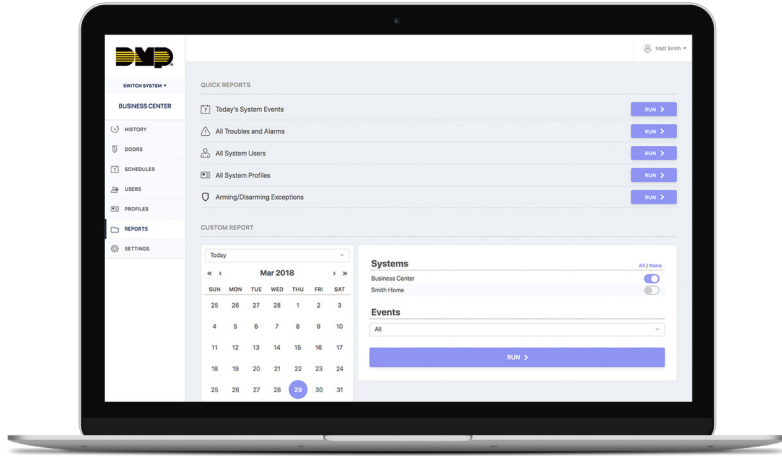 DMP
Matt Smith
SWITCH SYSTEM
BUSINESS CENTER
HISTORY
DOORS
SCHEDULES
USERS
PROFILES
REPORTS
SETTINGS
QUICK REPORTS
7 Today's System Events RUN >
All Troubles and Alarms RUN >
All System Users RUN >
All System Profiles RUN >
Arming/Disarming Exceptions RUN >
CUSTOM REPORT
Today
« < Mar 2018 > »
SUN MON TUE WED THU FRI SAT
25 26 27 28 1 2 3
4 5 6 7 8 9 10
11 12 13 14 15 16 17
18 19 20 21 22 23 24
25 26 27 28 29 30 31
Systems All / None
Business Center
Smith Home
Events
All
RUN >